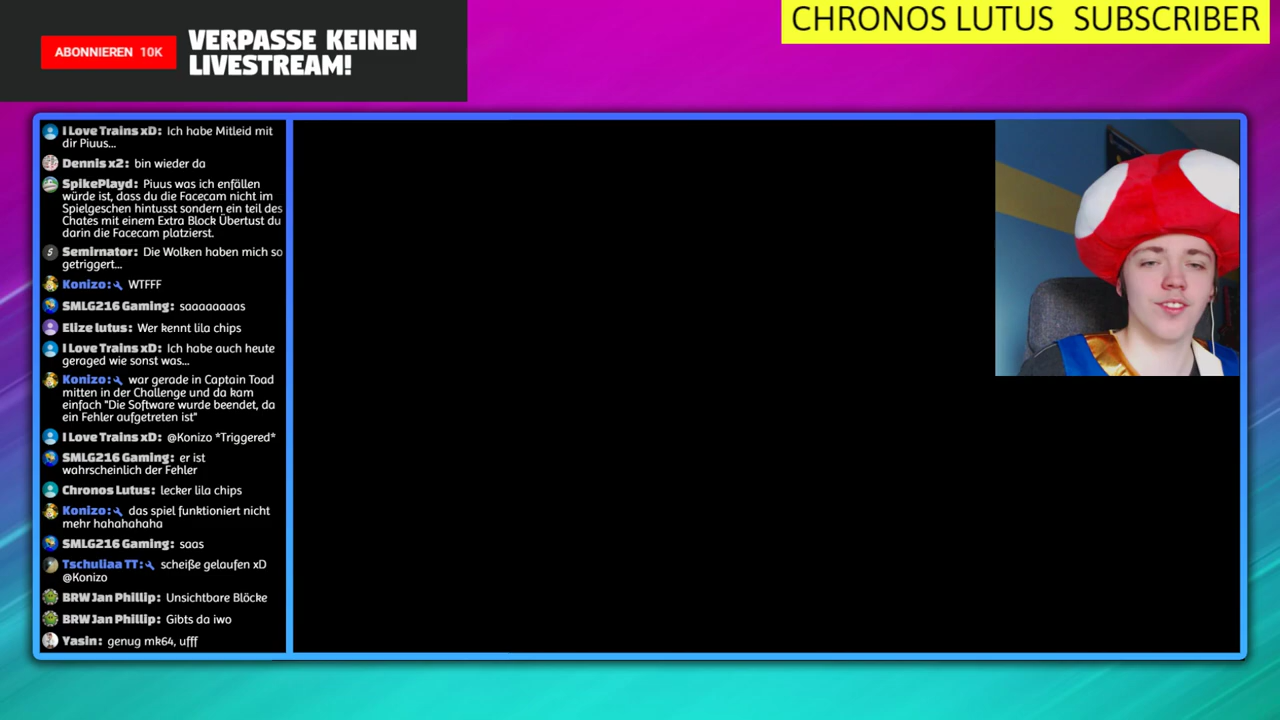 CHRONOS LUTUS SUBSCRIBER
ABONNIEREN 10K
VERPASSE KEINEN
LIVESTREAM!
I Love Trains xD: Ich habe Mitleid mit
dir Piuus...
Dennis x2: bin wieder da
SpikePlayd: Piuus was ich enfällen
würde ist, dass du die Facecam nicht im
Spielgeschen hintusst sondern ein teil des
Chates mit einem Extra Block Übertust du
darin die Facecam platzierst.
Semirnator: Die Wolken haben mich so
getriggert...
Konizo: WTFFF
SMLG216 Gaming: saaaaaaaas
Elize lutus: Wer kennt lila chips
I Love Trains xD: Ich habe auch heute
geraged wie sonst was...
Konizo: war gerade in Captain Toad
mitten in der Challenge und da kam
einfach "Die Software wurde beendet, da
ein Fehler aufgetreten ist"
I Love Trains xD: @Konizo *Triggered*
SMLG216 Gaming: er ist
wahrscheinlich der Fehler
Chronos Lutus: lecker lila chips
Konizo: das spiel funktioniert nicht
mehr hahahahaha
SMLG216 Gaming: saas
Tschuliaa TT: scheiße gelaufen xD
@Konizo
BRW Jan Phillip: Unsichtbare Blöcke
BRW Jan Phillip: Gibts da iwo
Yasin: genug mk64, ufff